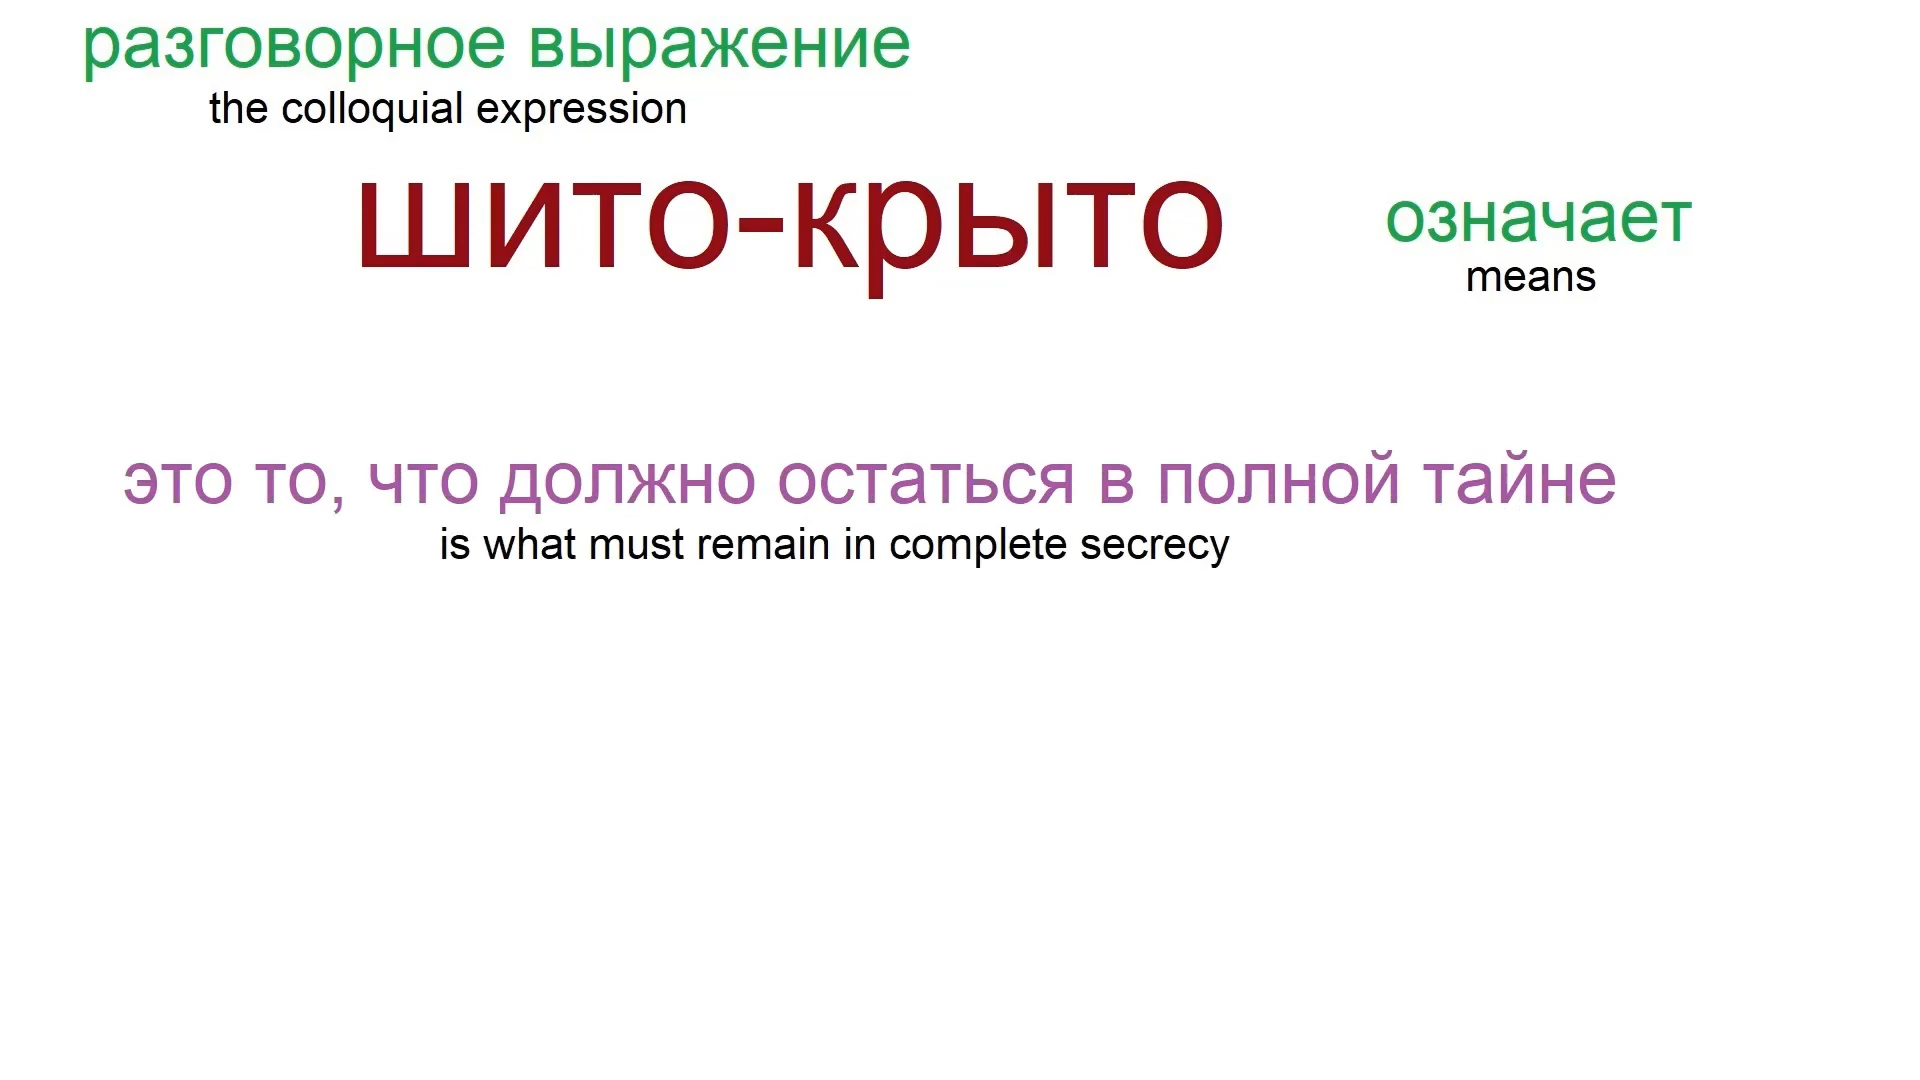 разговорное выражение
the colloquial expression
шито-крыто означает
means
это то, что должно остаться в полной тайне
is what must remain in complete secrecy